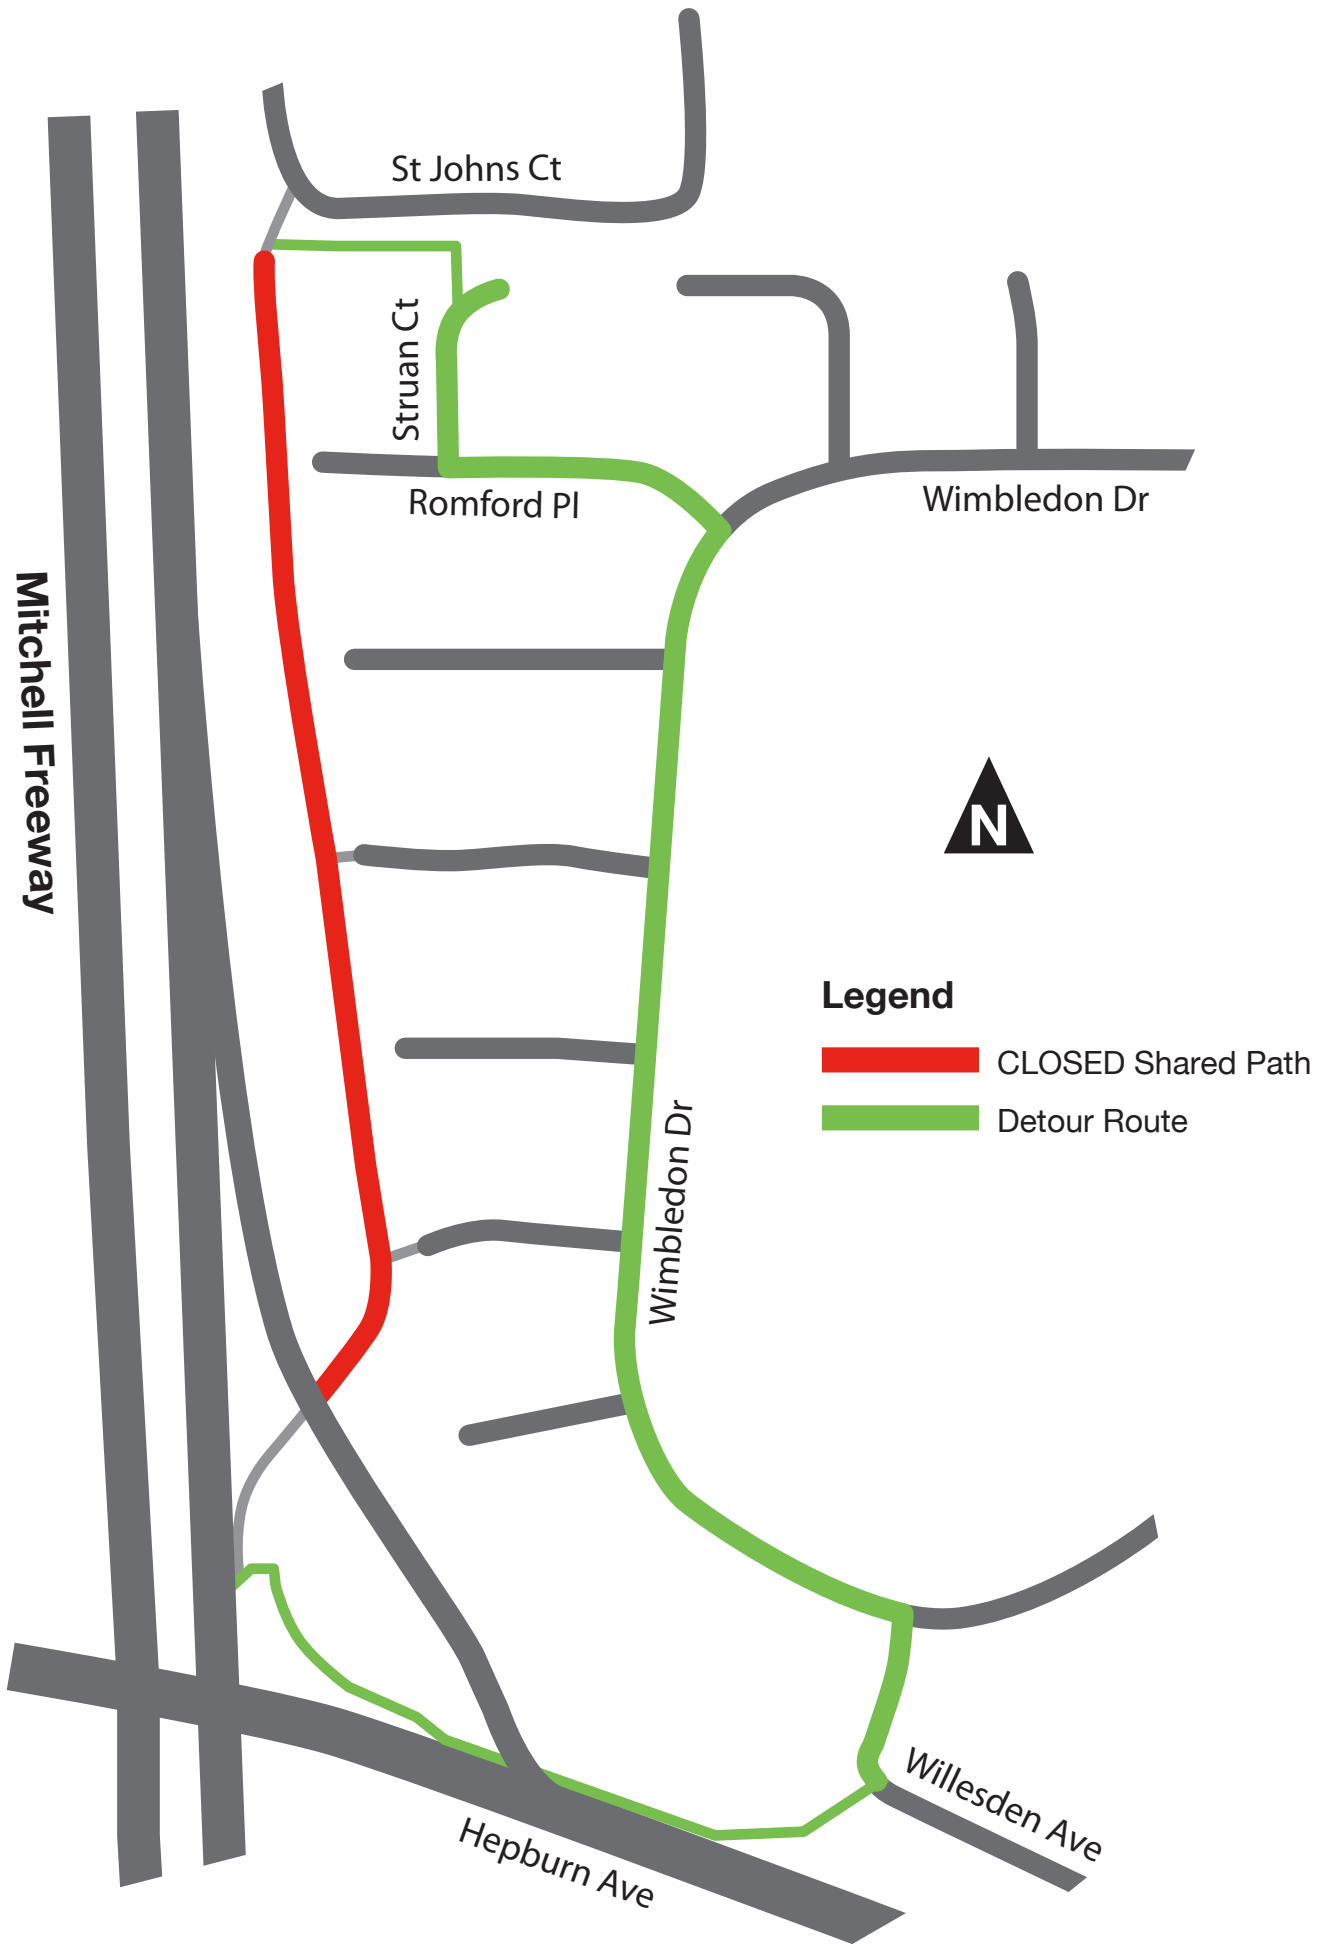 St Johns Ct
Struan Ct
Romford Pl
Wimbledon Dr
Mitchell Freeway
N
Legend
CLOSED Shared Path
Detour Route
Wimbledon Dr
Willesden Ave
Hepburn Ave